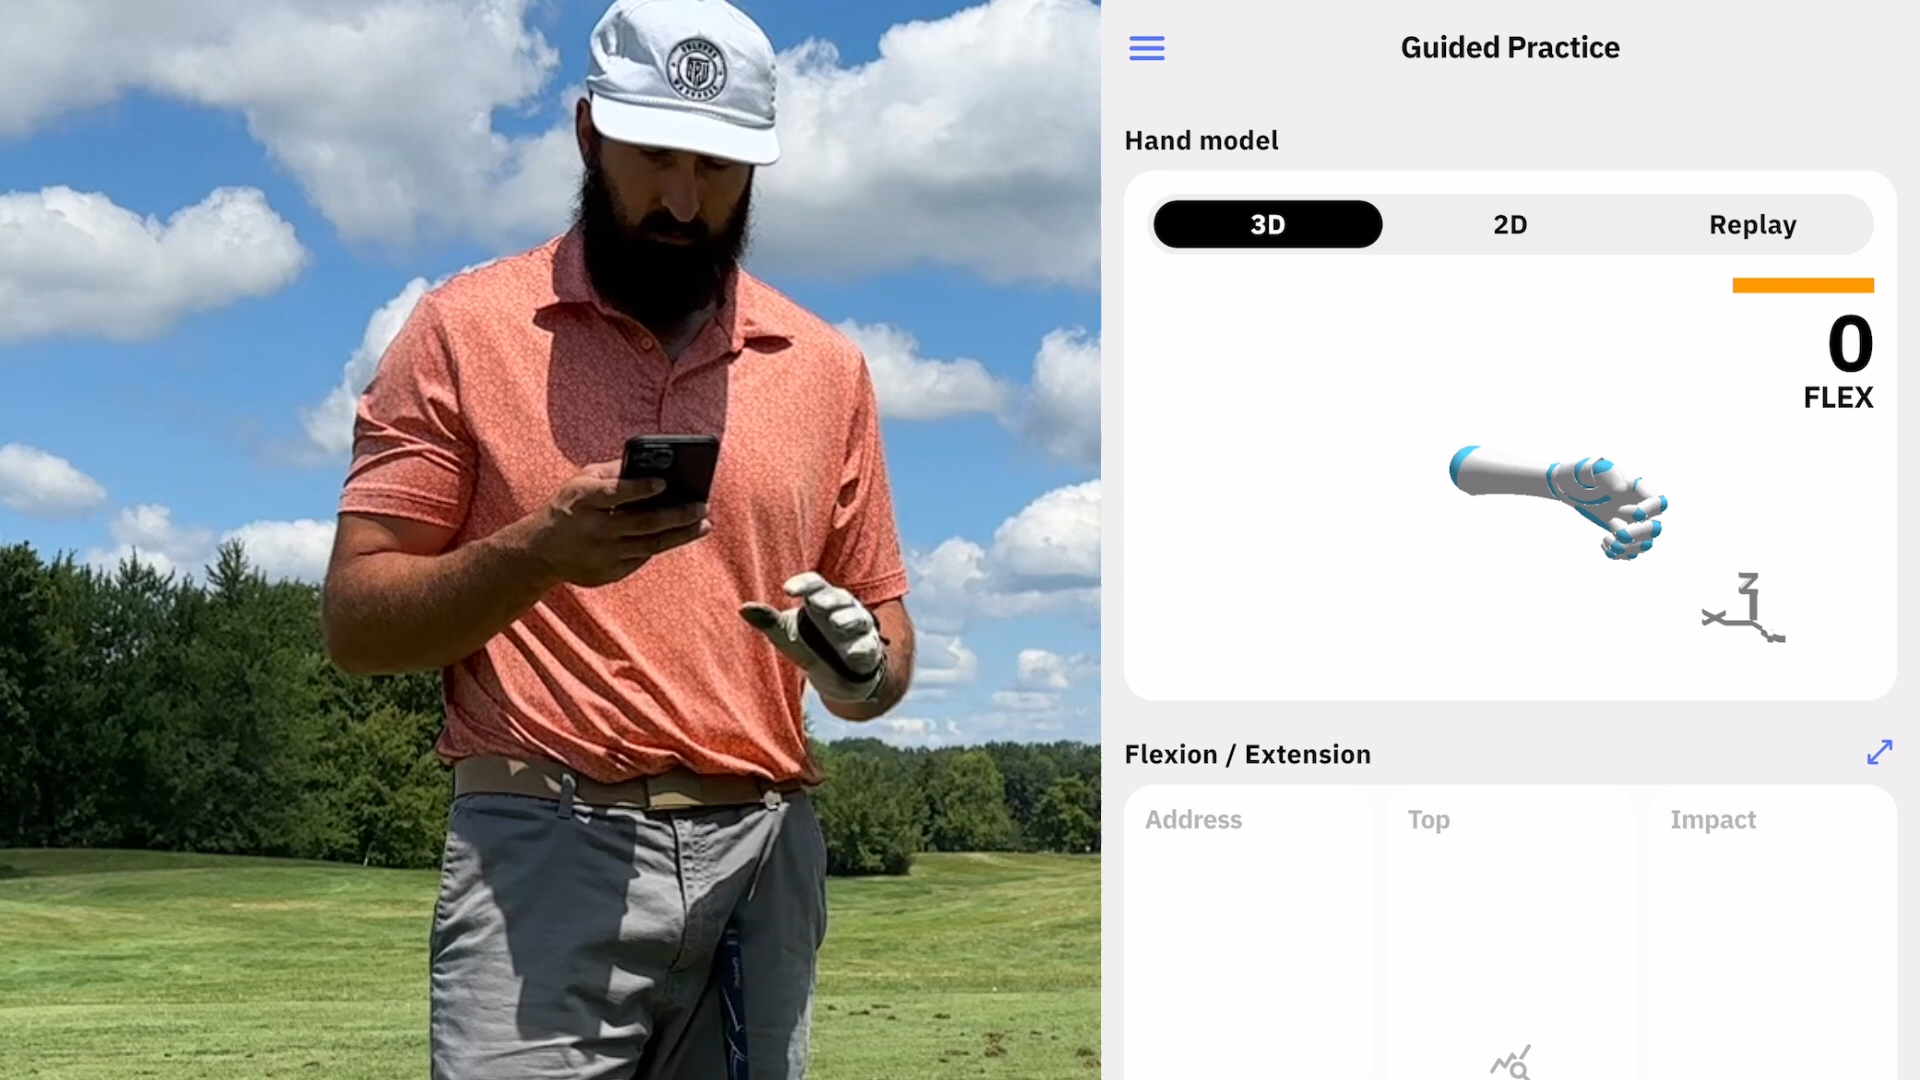 Guided Practice
Hand model
3D
2D
Replay
0
FLEX
Z
X
Flexion / Extension
Address
Top
Impact